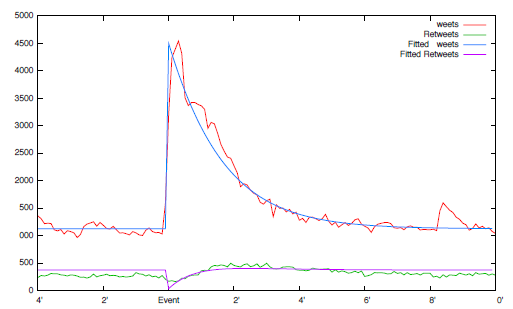 5000
4500
4000
3500
3000
2500
2000
1500
1000
500
0
weets
Retweets
Fitted weets
Fitted Retweets
4' 2' Event 2' 4' 6' 8' 0'